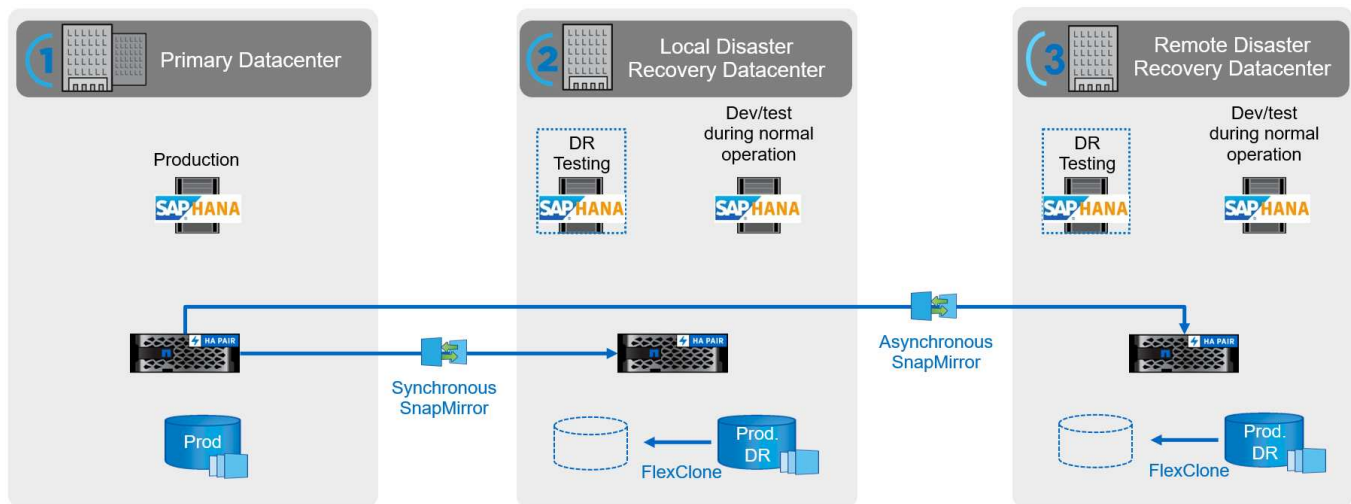 1
Primary Datacenter
Production
SAP HANA
HA PAIR
Prod
Synchronous
SnapMirror
2
Local Disaster
Recovery Datacenter
DR
Testing
SAP HANA
Dev/test
during normal
operation
SAP HANA
HA PAIR
FlexClone
Prod.
DR
Asynchronous
SnapMirror
3
Remote Disaster
Recovery Datacenter
DR
Testing
SAP HANA
Dev/test
during normal
operation
SAP HANA
HA PAIR
FlexClone
Prod.
DR